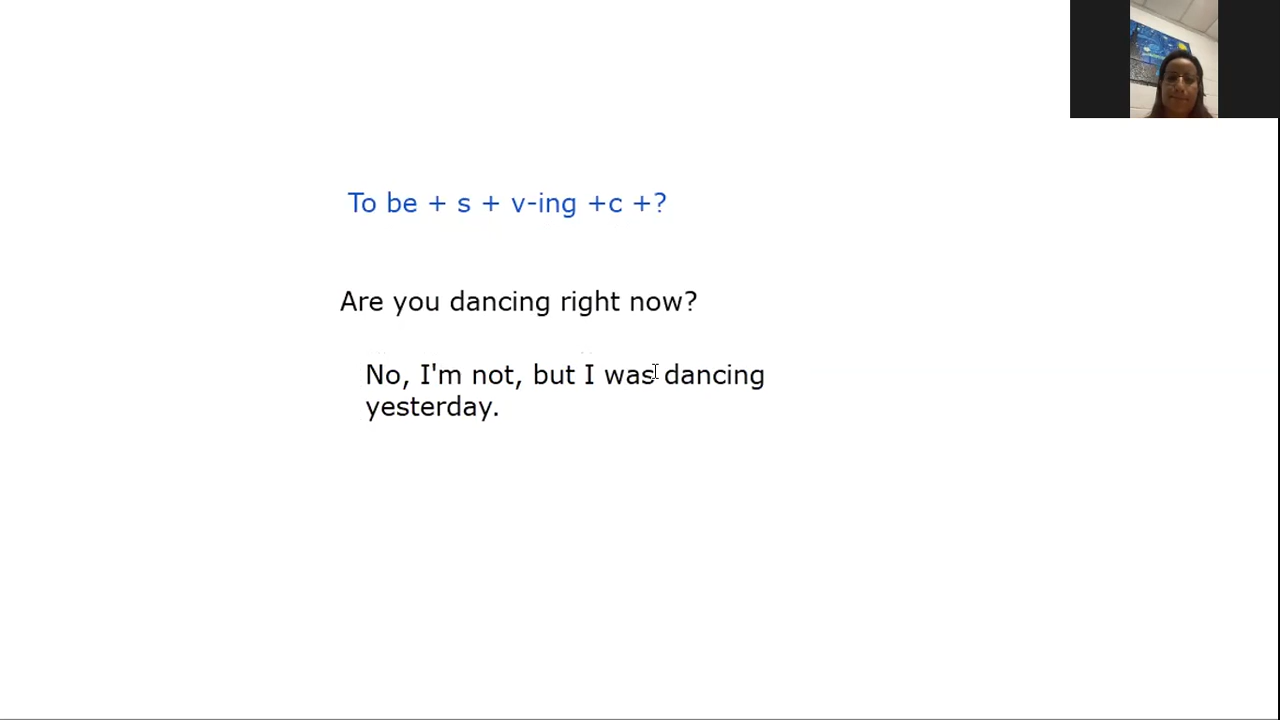 To be + s + v-ing +c +?
Are you dancing right now?
No, I'm not, but I was dancing
yesterday.